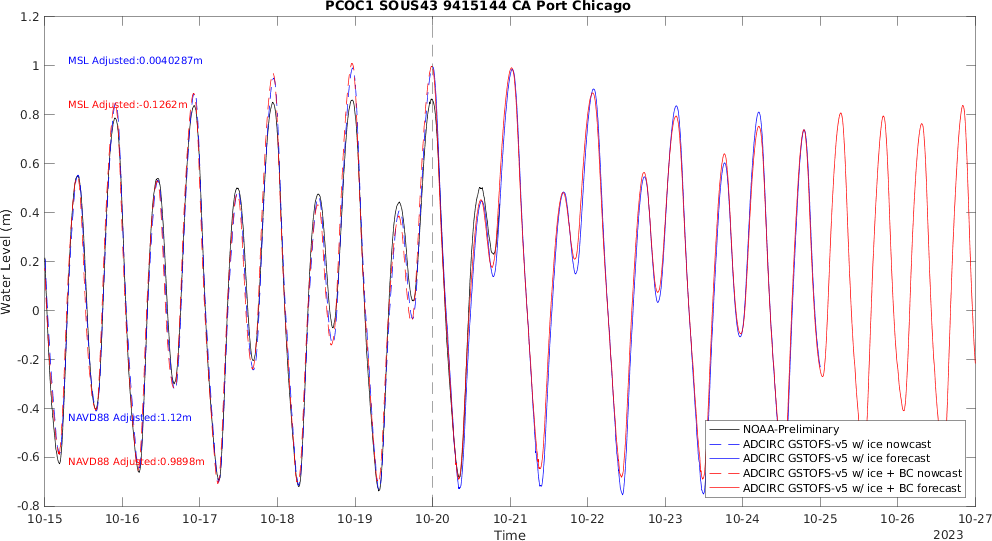 PCOC1 SOUS43 9415144 CA Port Chicago
1.2
1
0.8
0.6
0.4
0.2
0
-0.2
-0.4
-0.6
-0.8
Water Level (m)
MSL Adjusted:0.0040287m
MSL Adjusted:-0.1262m
NAVD88 Adjusted:1.12m
NAVD88 Adjusted:0.9898m
NOAA-Preliminary
ADCIRC GSTOFS-v5 w/ ice nowcast
ADCIRC GSTOFS-v5 w/ ice forecast
ADCIRC GSTOFS-v5 w/ ice + BC nowcast
ADCIRC GSTOFS-v5 w/ ice + BC forecast
10-15 10-16 10-17 10-18 10-19 10-20 10-21 10-22 10-23 10-24 10-25 10-26 10-27
Time
2023